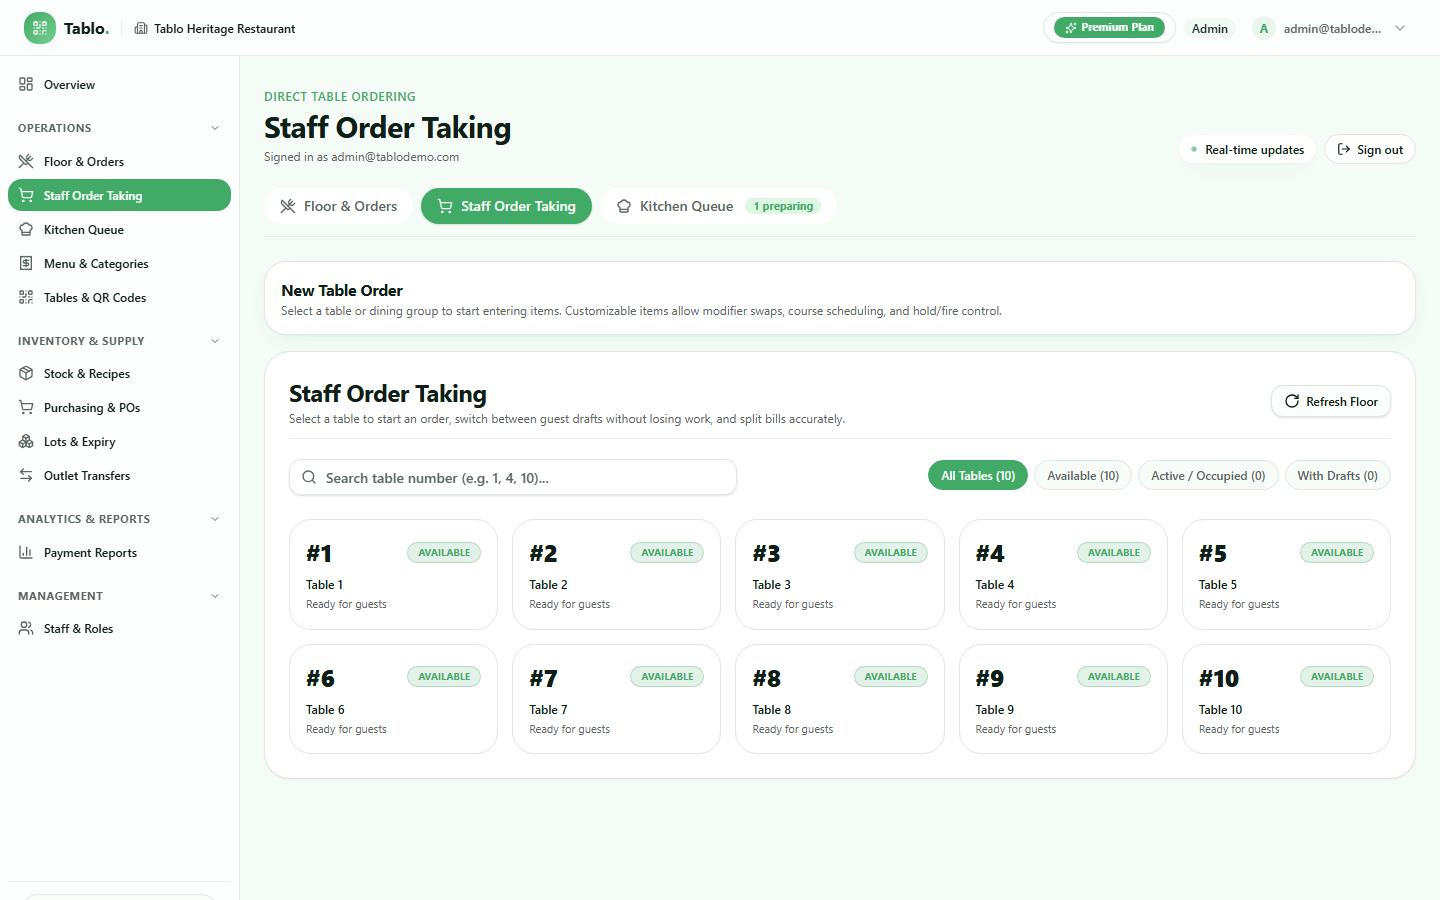 Tablo.
Tablo Heritage Restaurant
Premium Plan
Admin
A
admin@tablode...
Overview
OPERATIONS
Floor & Orders
Staff Order Taking
Kitchen Queue
Menu & Categories
Tables & QR Codes
INVENTORY & SUPPLY
Stock & Recipes
Purchasing & POs
Lots & Expiry
Outlet Transfers
ANALYTICS & REPORTS
Payment Reports
MANAGEMENT
Staff & Roles
DIRECT TABLE ORDERING
Staff Order Taking
Signed in as admin@tablodemo.com
Real-time updates
Sign out
Floor & Orders
Staff Order Taking
Kitchen Queue
1 preparing
New Table Order
Select a table or dining group to start entering items. Customizable items allow modifier swaps, course scheduling, and hold/fire control.
Staff Order Taking
Select a table to start an order, switch between guest drafts without losing work, and split bills accurately.
Refresh Floor
Search table number (e.g. 1, 4, 10)...
All Tables (10)
Available (10)
Active / Occupied (0)
With Drafts (0)
#1 AVAILABLE
Table 1
Ready for guests
#2 AVAILABLE
Table 2
Ready for guests
#3 AVAILABLE
Table 3
Ready for guests
#4 AVAILABLE
Table 4
Ready for guests
#5 AVAILABLE
Table 5
Ready for guests
#6 AVAILABLE
Table 6
Ready for guests
#7 AVAILABLE
Table 7
Ready for guests
#8 AVAILABLE
Table 8
Ready for guests
#9 AVAILABLE
Table 9
Ready for guests
#10 AVAILABLE
Table 10
Ready for guests